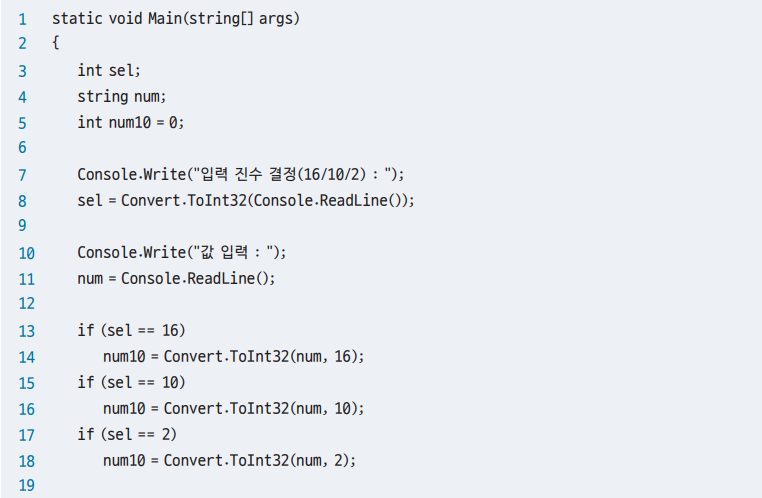 1 static void Main(string[] args)
2 {
3 int sel;
4 string num;
5 int num10 = 0;
6
7 Console.Write("입력 진수 결정(16/10/2) : ");
8 sel = Convert.ToInt32(Console.ReadLine());
9
10 Console.Write("값 입력 : ");
11 num = Console.ReadLine();
12
13 if (sel == 16)
14 num10 = Convert.ToInt32(num, 16);
15 if (sel == 10)
16 num10 = Convert.ToInt32(num, 10);
17 if (sel == 2)
18 num10 = Convert.ToInt32(num, 2);
19